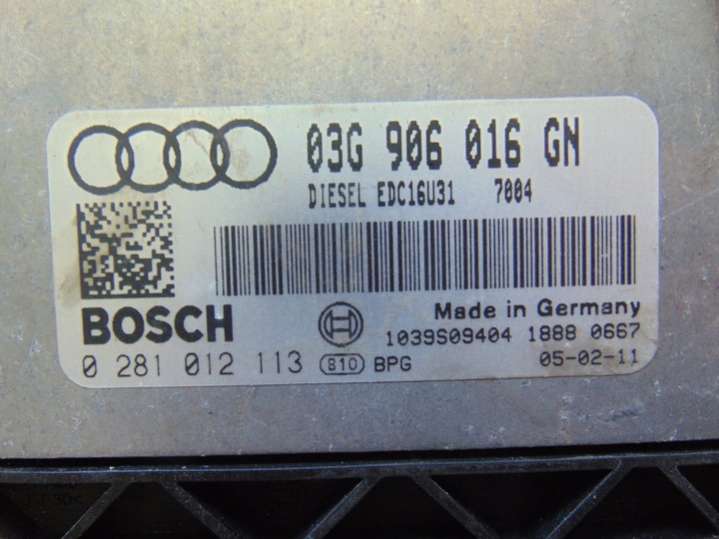 03G 906 016 GN
DIESEL EDC16U31 7004
BOSCH
Made in Germany
1039S09404 1888 0667
0 281 012 113 810 BPG 05-02-11